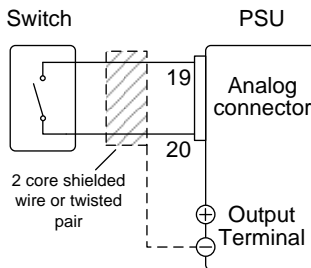 Switch
PSU
19
Analog
connector
20
2 core shielded
wire or twisted
pair
Output
Terminal